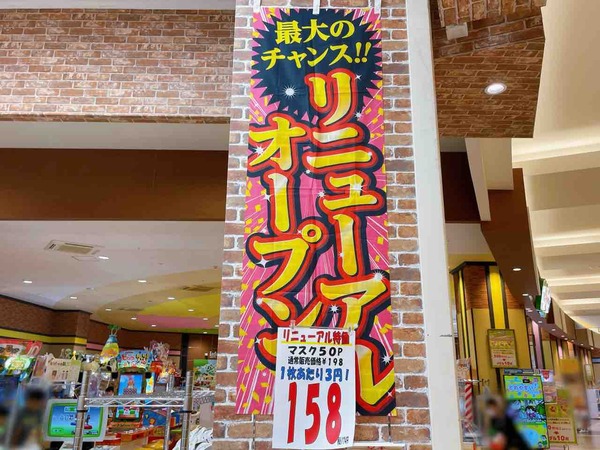 最大の
チャンス!!
リニューアル
オープン
リニューアル特価
マスク50P
通常販売価格¥198
1枚あたり3円!
158